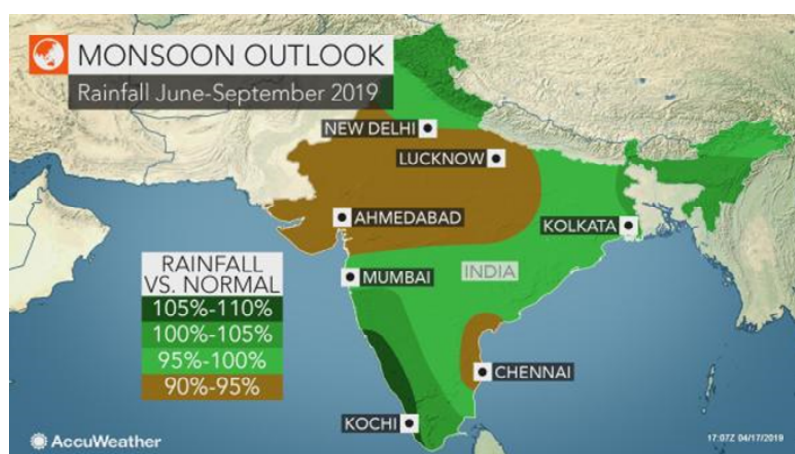 MONSOON OUTLOOK
Rainfall June-September 2019
NEW DELHI
LUCKNOW
AHMEDABAD
KOLKATA
MUMBAI
INDIA
RAINFALL
VS. NORMAL
105%-110%
100%-105%
95%-100%
90%-95%
CHENNAI
KOCHI
AccuWeather
17:07Z 04/17/2019